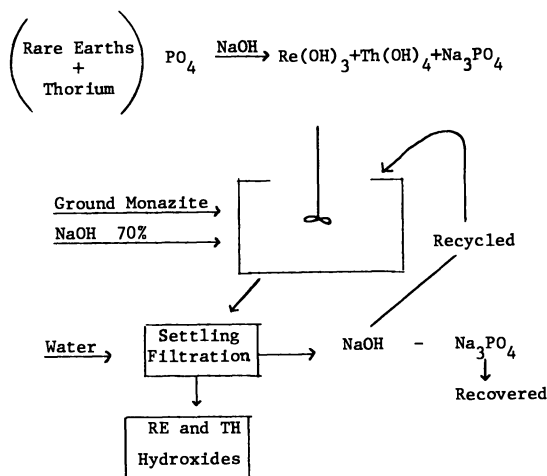 Rare Earths
+
Thorium
PO4 NaOH Re(OH)3+Th(OH)4+Na3PO4
Ground Monazite
NaOH 70%
Recycled
Water
Settling
Filtration
NaOH - Na3PO4
Recovered
RE and TH
Hydroxides